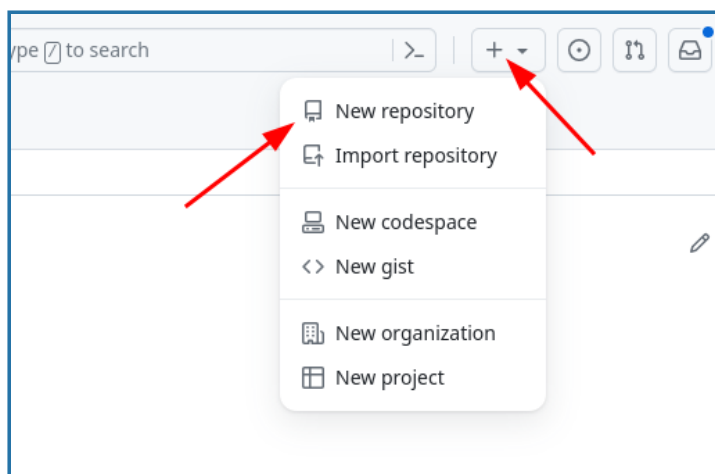 ype / to search
New repository
Import repository
New codespace
New gist
New organization
New project